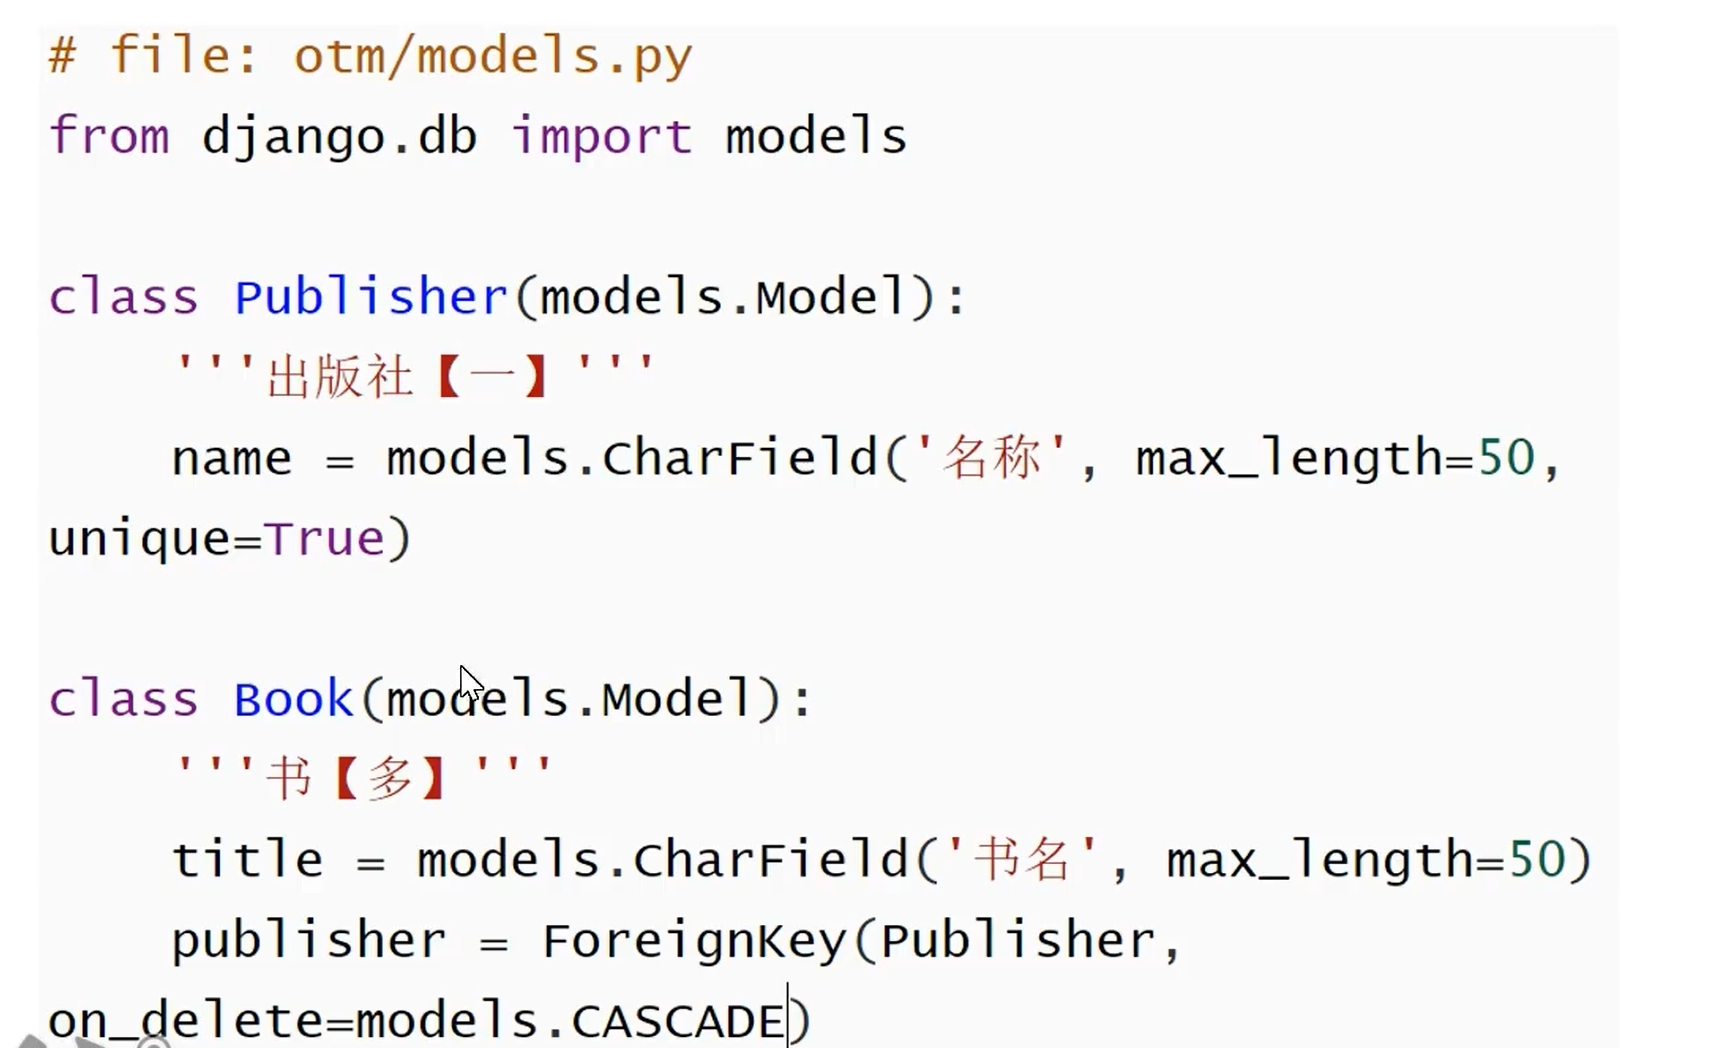 # file: otm/models.py
from django.db import models
class Publisher(models.Model):
'''出版社【一】'''
name = models.CharField('名称', max_length=50,
unique=True)
class Book(models.Model):
'''书【多】'''
title = models.CharField('书名', max_length=50)
publisher = ForeignKey(Publisher,
on_delete=models.CASCADE)